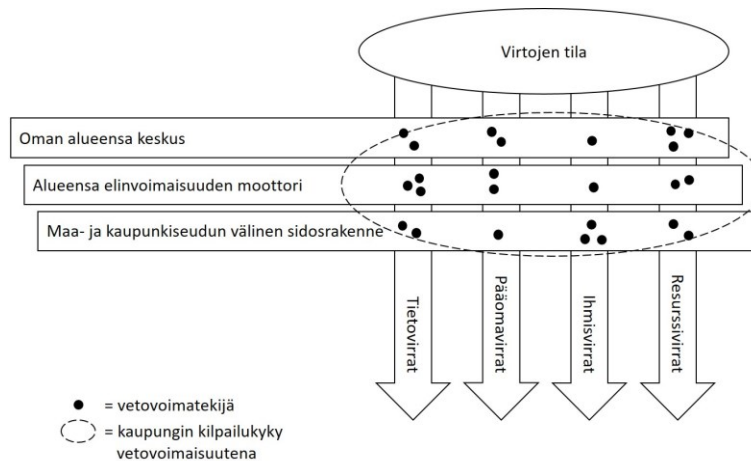 Virtojen tila
Oman alueensa keskus
Alueensa elinvoimaisuuden moottori
Maa- ja kaupunkiseudun välinen sidosrakenne
Tietovirrat
Pääomavirrat
Ihmisvirrat
Resurssivirrat
= vetovoimatekijä
= kaupungin kilpailukyky
vetovoimaisuutena